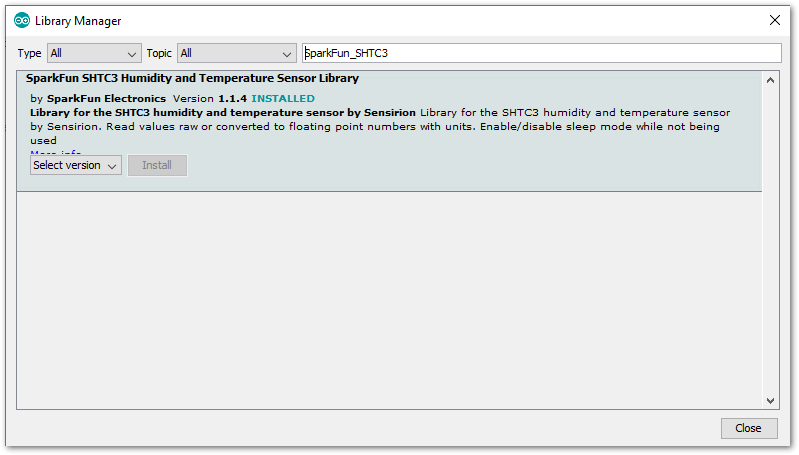 Library Manager
Type All Topic All SparkFun_SHTC3
SparkFun SHTC3 Humidity and Temperature Sensor Library
by SparkFun Electronics Version 1.1.4 INSTALLED
Library for the SHTC3 humidity and temperature sensor by Sensirion Library for the SHTC3 humidity and temperature sensor
by Sensirion. Read values raw or converted to floating point numbers with units. Enable/disable sleep mode while not being
used
More info
Select version Install
Close